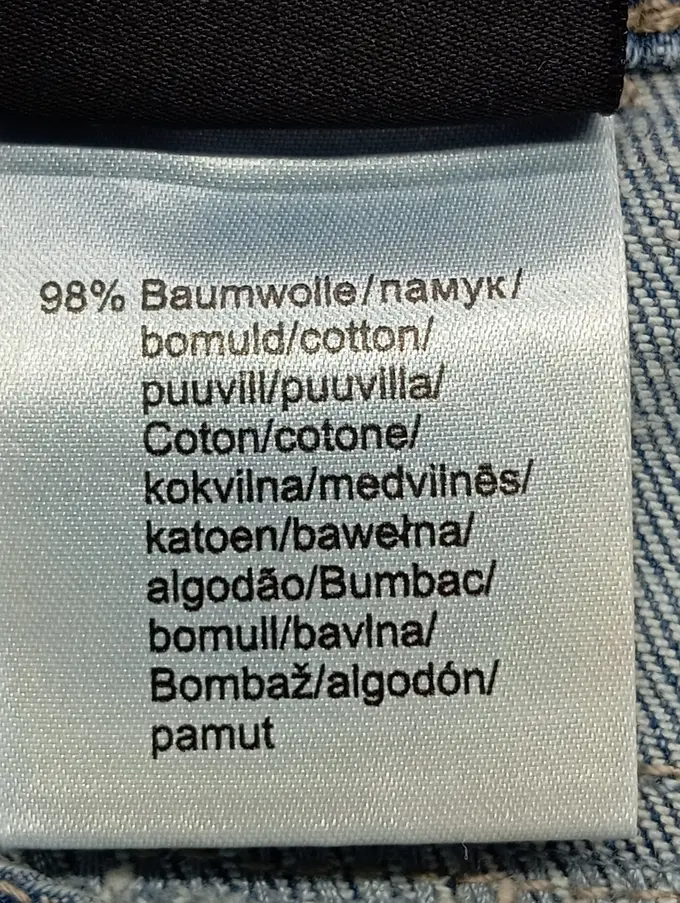 98% Baumwolle/памук/
bomuld/cotton/
puuvill/puuvilla/
Coton/cotone/
kokvilna/medvilnēs/
katoen/bawełna/
algodão/Bumbac/
bomull/bavlna/
Bombaž/algodón/
pamut